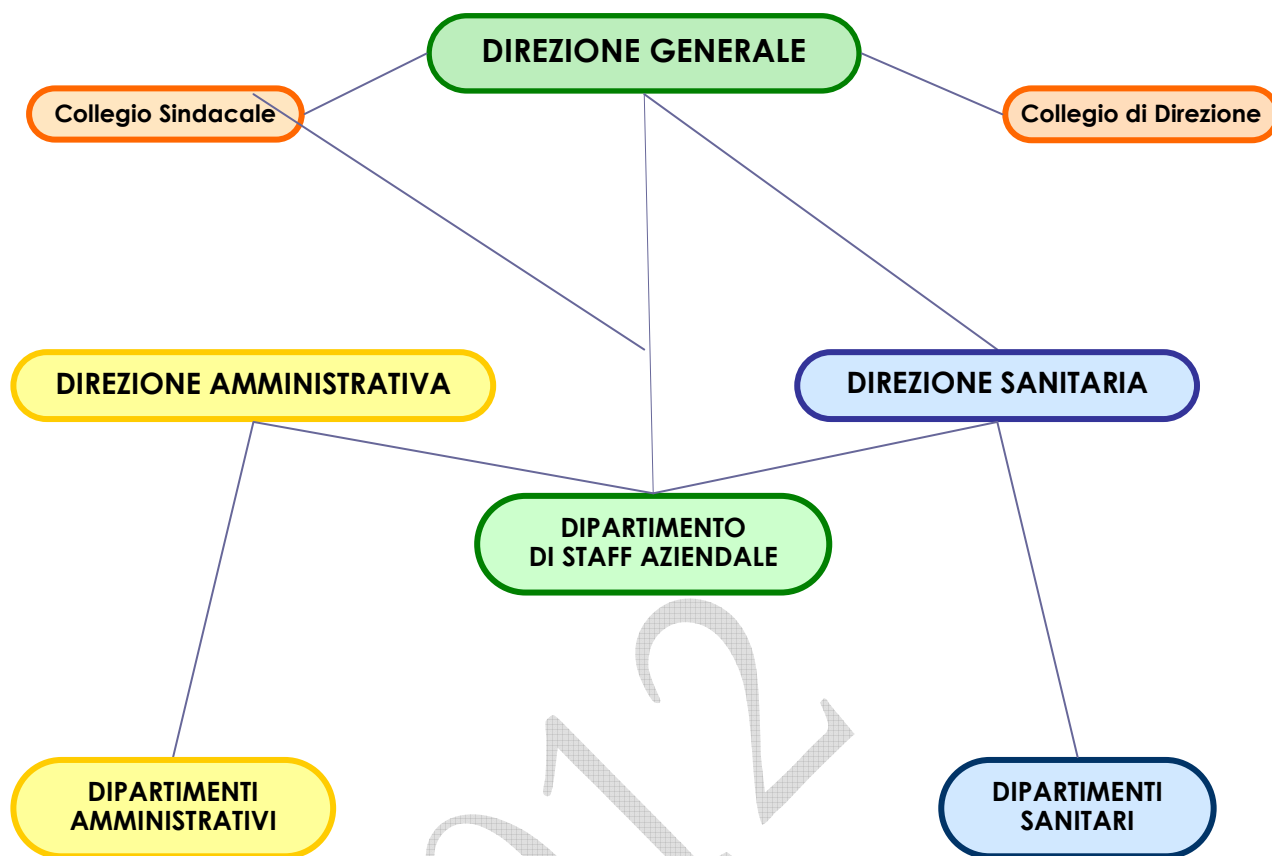 DIREZIONE GENERALE
Collegio Sindacale
Collegio di Direzione
DIREZIONE AMMINISTRATIVA
DIREZIONE SANITARIA
DIPARTIMENTO
DI STAFF AZIENDALE
DIPARTIMENTI
AMMINISTRATIVI
DIPARTIMENTI
SANITARI
912